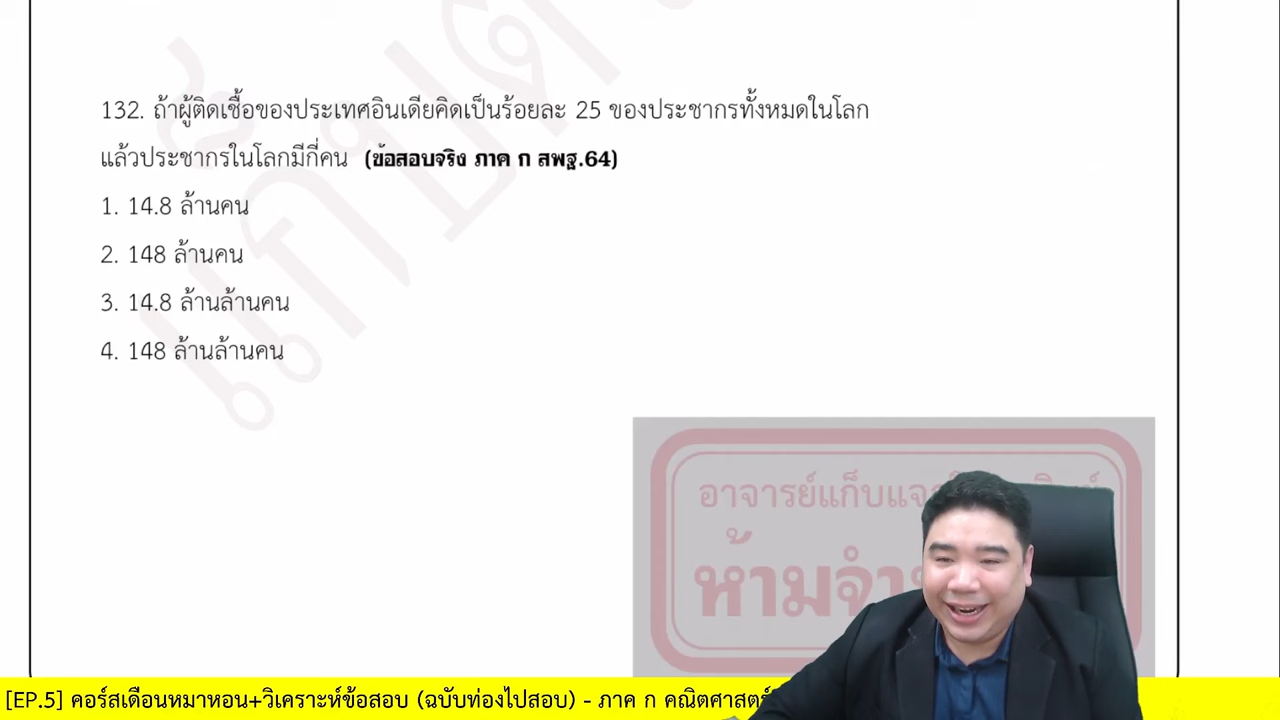 132. ถ้าผู้ติดเชื้อของประเทศอินเดียคิดเป็นร้อยละ 25 ของประชากรทั้งหมดในโลก
แล้วประชากรในโลกมีกี่คน (ข้อสอบจริง ภาค ก สพฐ.64)
1. 14.8 ล้านคน
2. 148 ล้านคน
3. 14.8 ล้านล้านคน
4. 148 ล้านล้านคน
อาจารย์แก็บแจ
ห้ามจำ
[EP.5] คอร์สเดือนหมาหอน+วิเคราะห์ข้อสอบ (ฉบับท่องไปสอบ) - ภาค ก คณิตศาสตร์